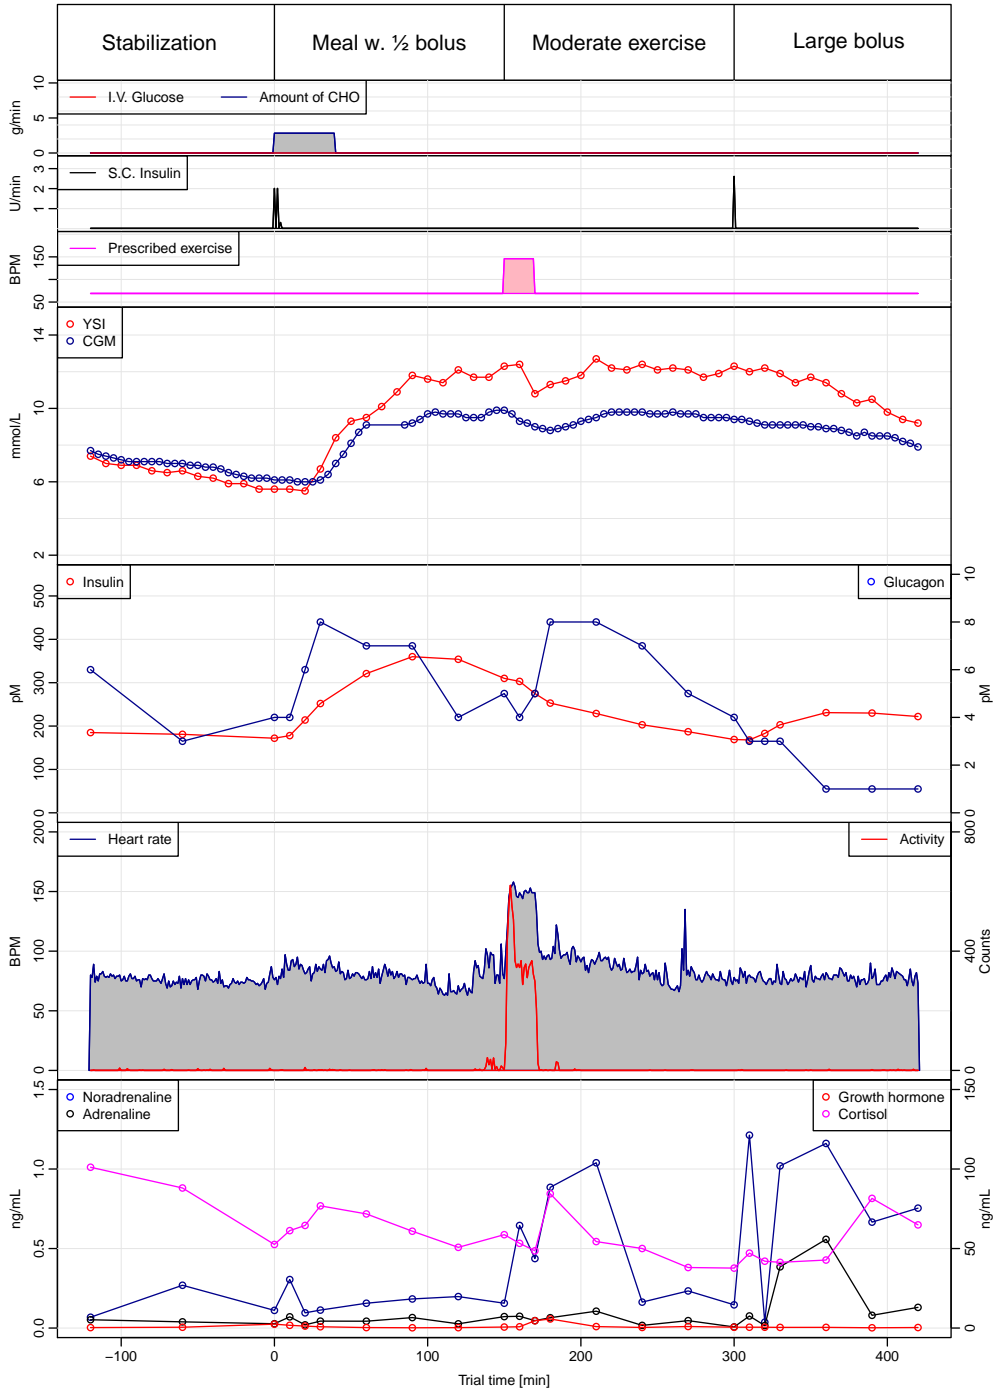 Stabilization
Meal w. ½ bolus
Moderate exercise
Large bolus
g/min
0
5
10
I.V. Glucose
Amount of CHO
U/min
1
2
3
S.C. Insulin
BPM
50
150
Prescribed exercise
mmol/L
2
6
10
14
YSI
CGM
pM
0
100
200
300
400
500
Insulin
Glucagon
0
2
4
6
8
10
pM
BPM
0
50
100
150
200
Heart rate
Activity
0
400
800
Counts
ng/mL
0.0
0.5
1.0
1.5
Noradrenaline
Adrenaline
Growth hormone
Cortisol
0
50
100
150
ng/mL
−100
0
100
200
300
400
Trial time [min]